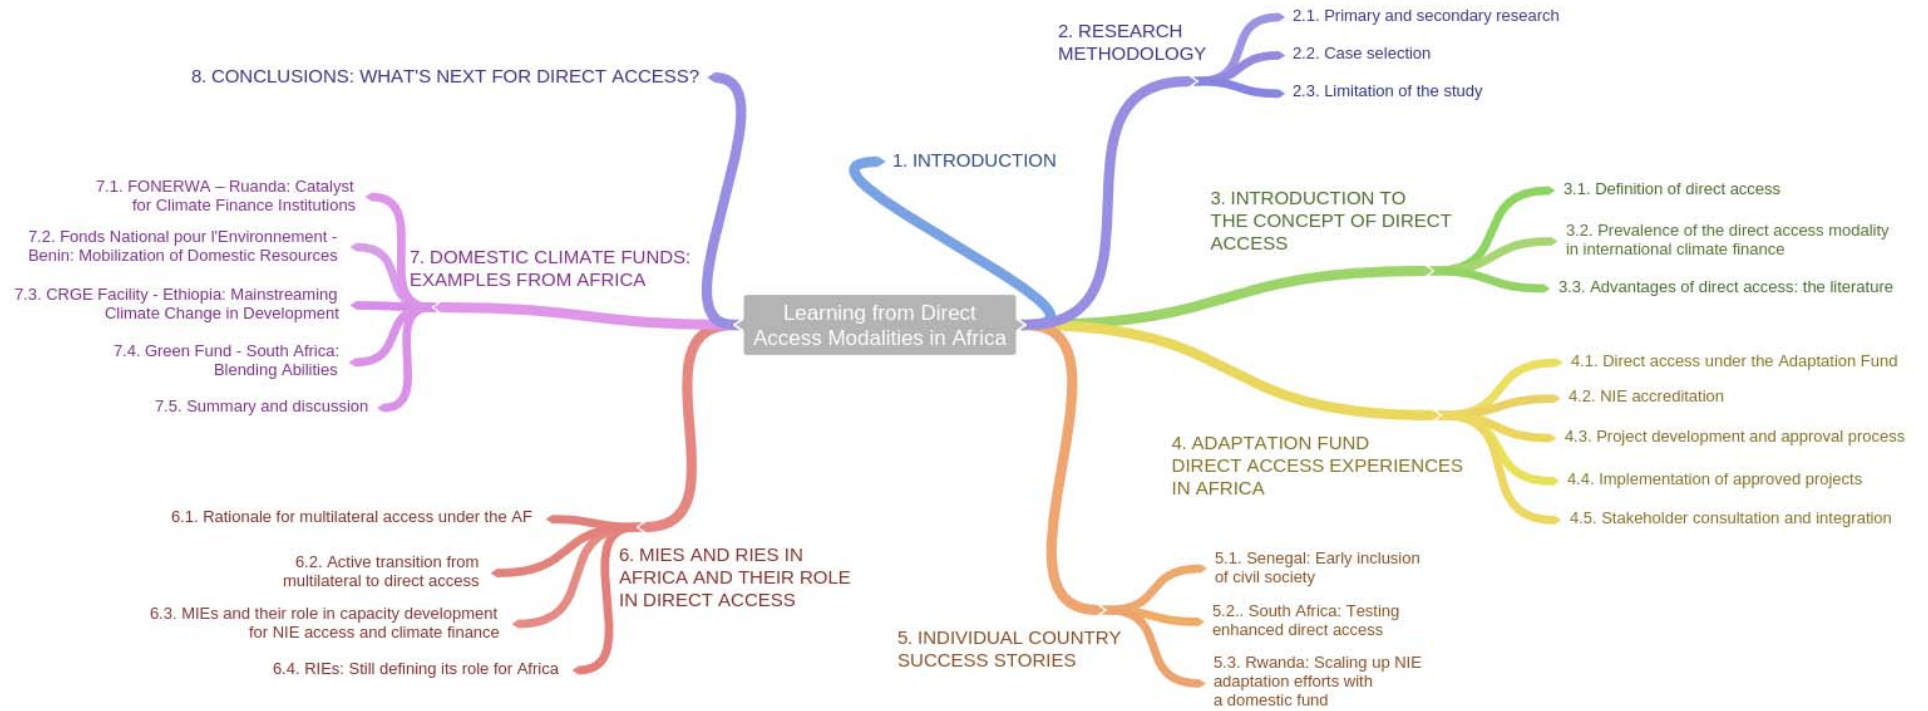 Learning from Direct
Access Modalities in Africa
1. INTRODUCTION
2. RESEARCH
METHODOLOGY
2.1. Primary and secondary research
2.2. Case selection
2.3. Limitation of the study
3. INTRODUCTION TO
THE CONCEPT OF DIRECT
ACCESS
3.1. Definition of direct access
3.2. Prevalence of the direct access modality
in international climate finance
3.3. Advantages of direct access: the literature
4. ADAPTATION FUND
DIRECT ACCESS EXPERIENCES
IN AFRICA
4.1. Direct access under the Adaptation Fund
4.2. NIE accreditation
4.3. Project development and approval process
4.4. Implementation of approved projects
4.5. Stakeholder consultation and integration
5. INDIVIDUAL COUNTRY
SUCCESS STORIES
5.1. Senegal: Early inclusion
of civil society
5.2.. South Africa: Testing
enhanced direct access
5.3. Rwanda: Scaling up NIE
adaptation efforts with
a domestic fund
6. MIES AND RIES IN
AFRICA AND THEIR ROLE
IN DIRECT ACCESS
6.1. Rationale for multilateral access under the AF
6.2. Active transition from
multilateral to direct access
6.3. MIEs and their role in capacity development
for NIE access and climate finance
6.4. RIEs: Still defining its role for Africa
7. DOMESTIC CLIMATE FUNDS:
EXAMPLES FROM AFRICA
7.1. FONERWA – Ruanda: Catalyst
for Climate Finance Institutions
7.2. Fonds National pour l'Environnement -
Benin: Mobilization of Domestic Resources
7.3. CRGE Facility - Ethiopia: Mainstreaming
Climate Change in Development
7.4. Green Fund - South Africa:
Blending Abilities
7.5. Summary and discussion
8. CONCLUSIONS: WHAT'S NEXT FOR DIRECT ACCESS?